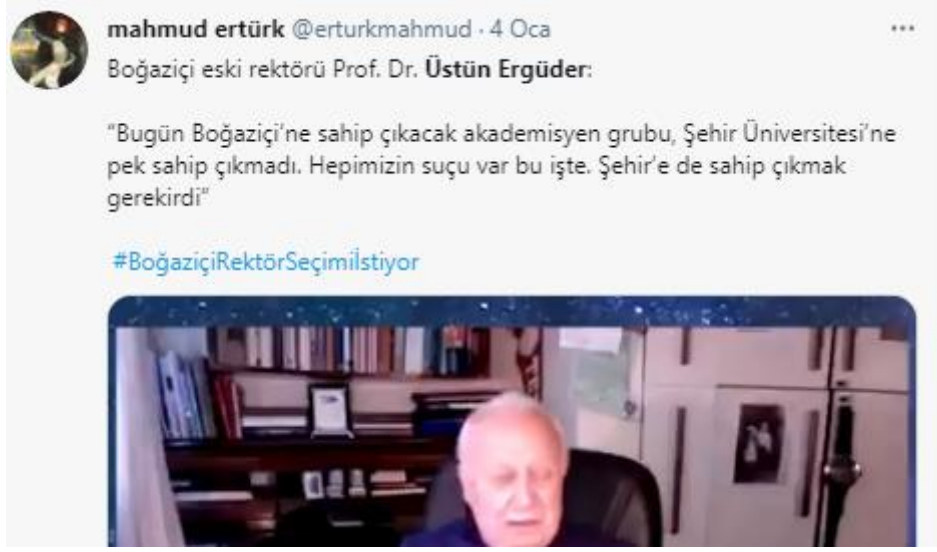 mahmud ertürk @erturkmahmud · 4 Oca
Boğaziçi eski rektörü Prof. Dr. Üstün Ergüder:
"Bugün Boğaziçi'ne sahip çıkacak akademisyen grubu, Şehir Üniversitesi'ne
pek sahip çıkmadı. Hepimizin suçu var bu işte. Şehir'e de sahip çıkmak
gerekirdi"
#BoğaziçiRektörSeçimiİstiyor